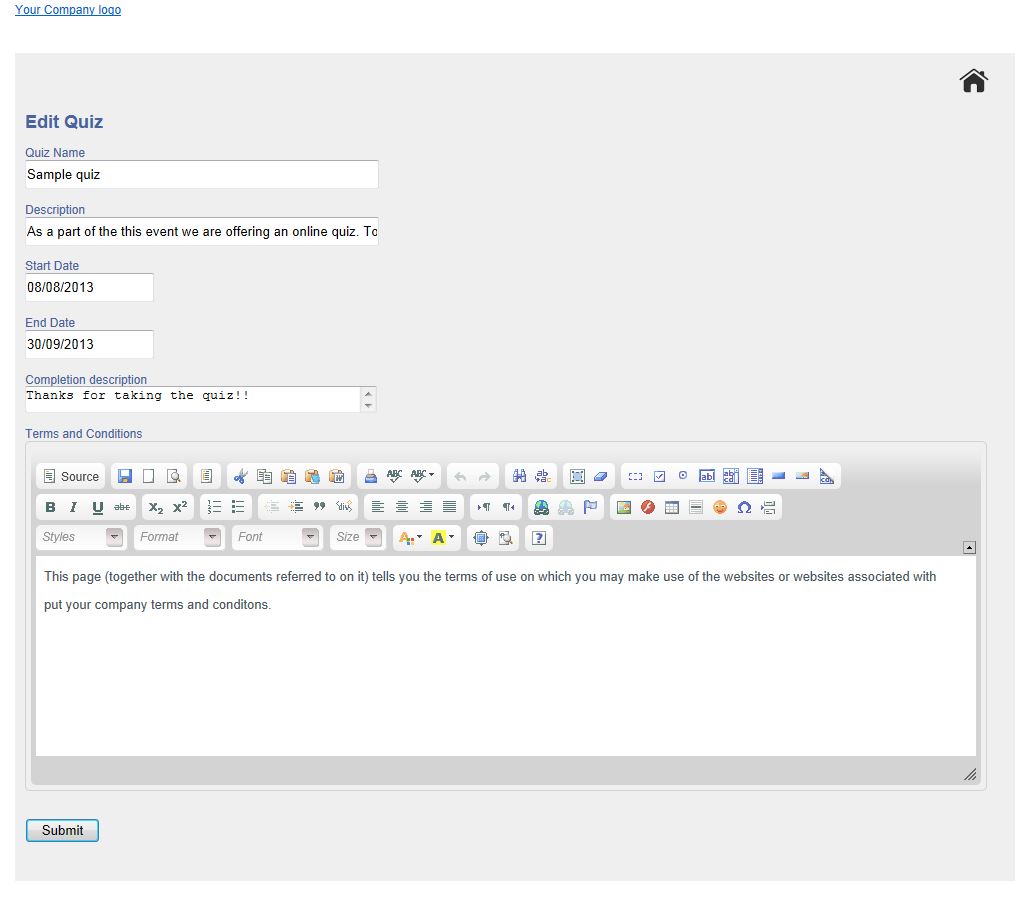 Your Company logo
Edit Quiz
Quiz Name
Sample quiz
Description
As a part of the this event we are offering an online quiz. To
Start Date
08/08/2013
End Date
30/09/2013
Completion description
Thanks for taking the quiz!!
Terms and Conditions
Source ABC ABC
B I U abc X2 X2
Styles Format Font Size A A ?
This page (together with the documents referred to on it) tells you the terms of use on which you may make use of the websites or websites associated with
put your company terms and conditons.
Submit